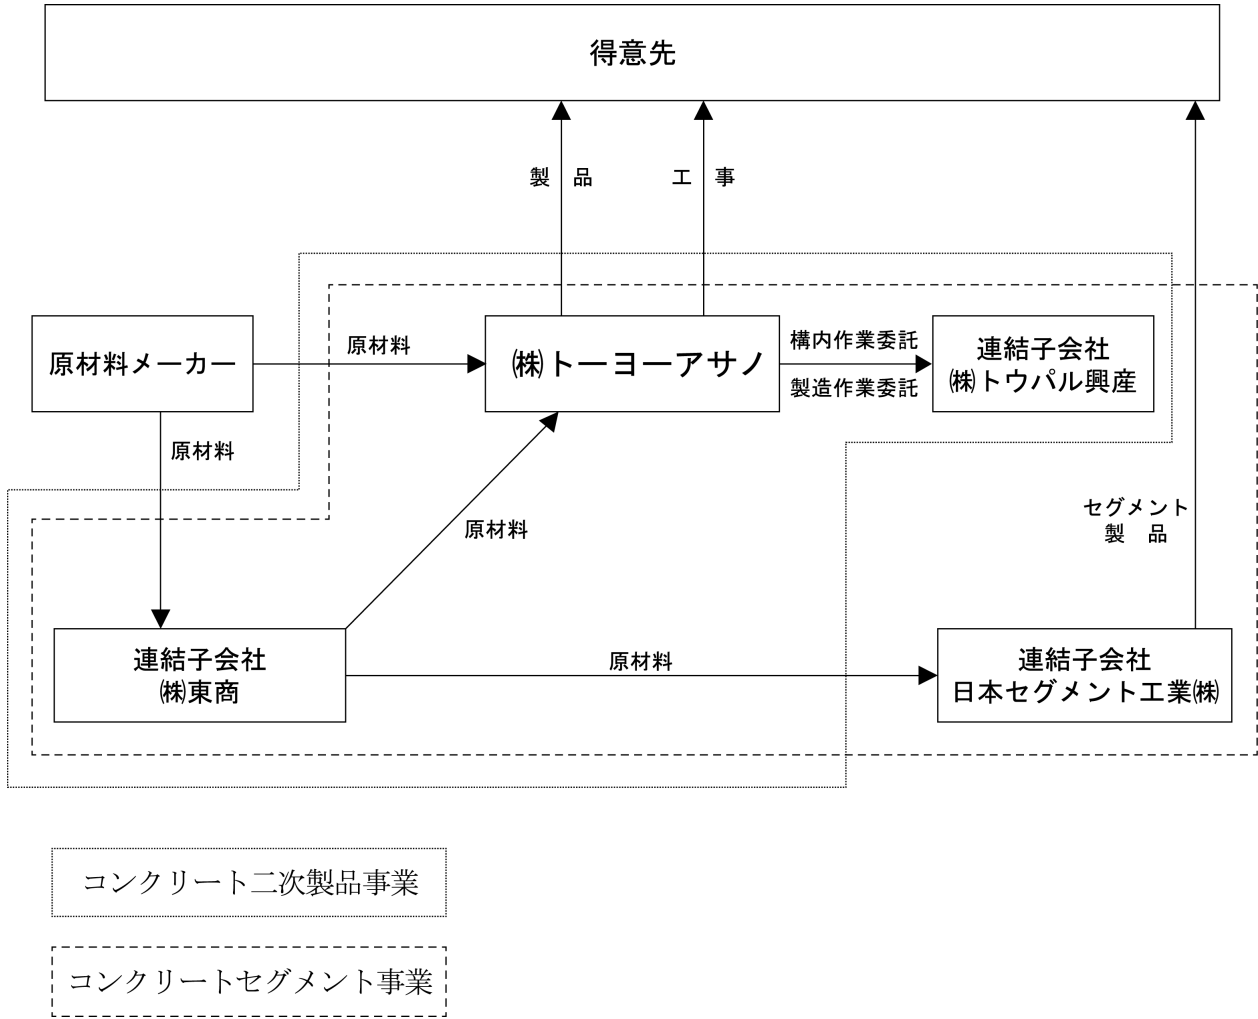 得意先
製　品
工　事
構内作業委託
原材料
原材料メーカー
㈱トーヨーアサノ
連結子会社
㈱トウパル興産
製造作業委託
原材料
セグメント
製　品
原材料
連結子会社
㈱東商
原材料
連結子会社
日本セグメント工業㈱
コンクリート二次製品事業
コンクリートセグメント事業